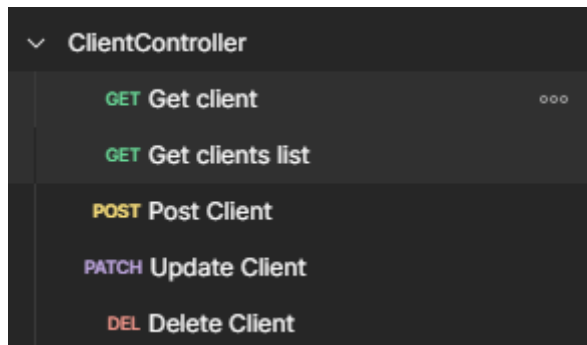 ClientController
GET Get client
GET Get clients list
POST Post Client
PATCH Update Client
DEL Delete Client